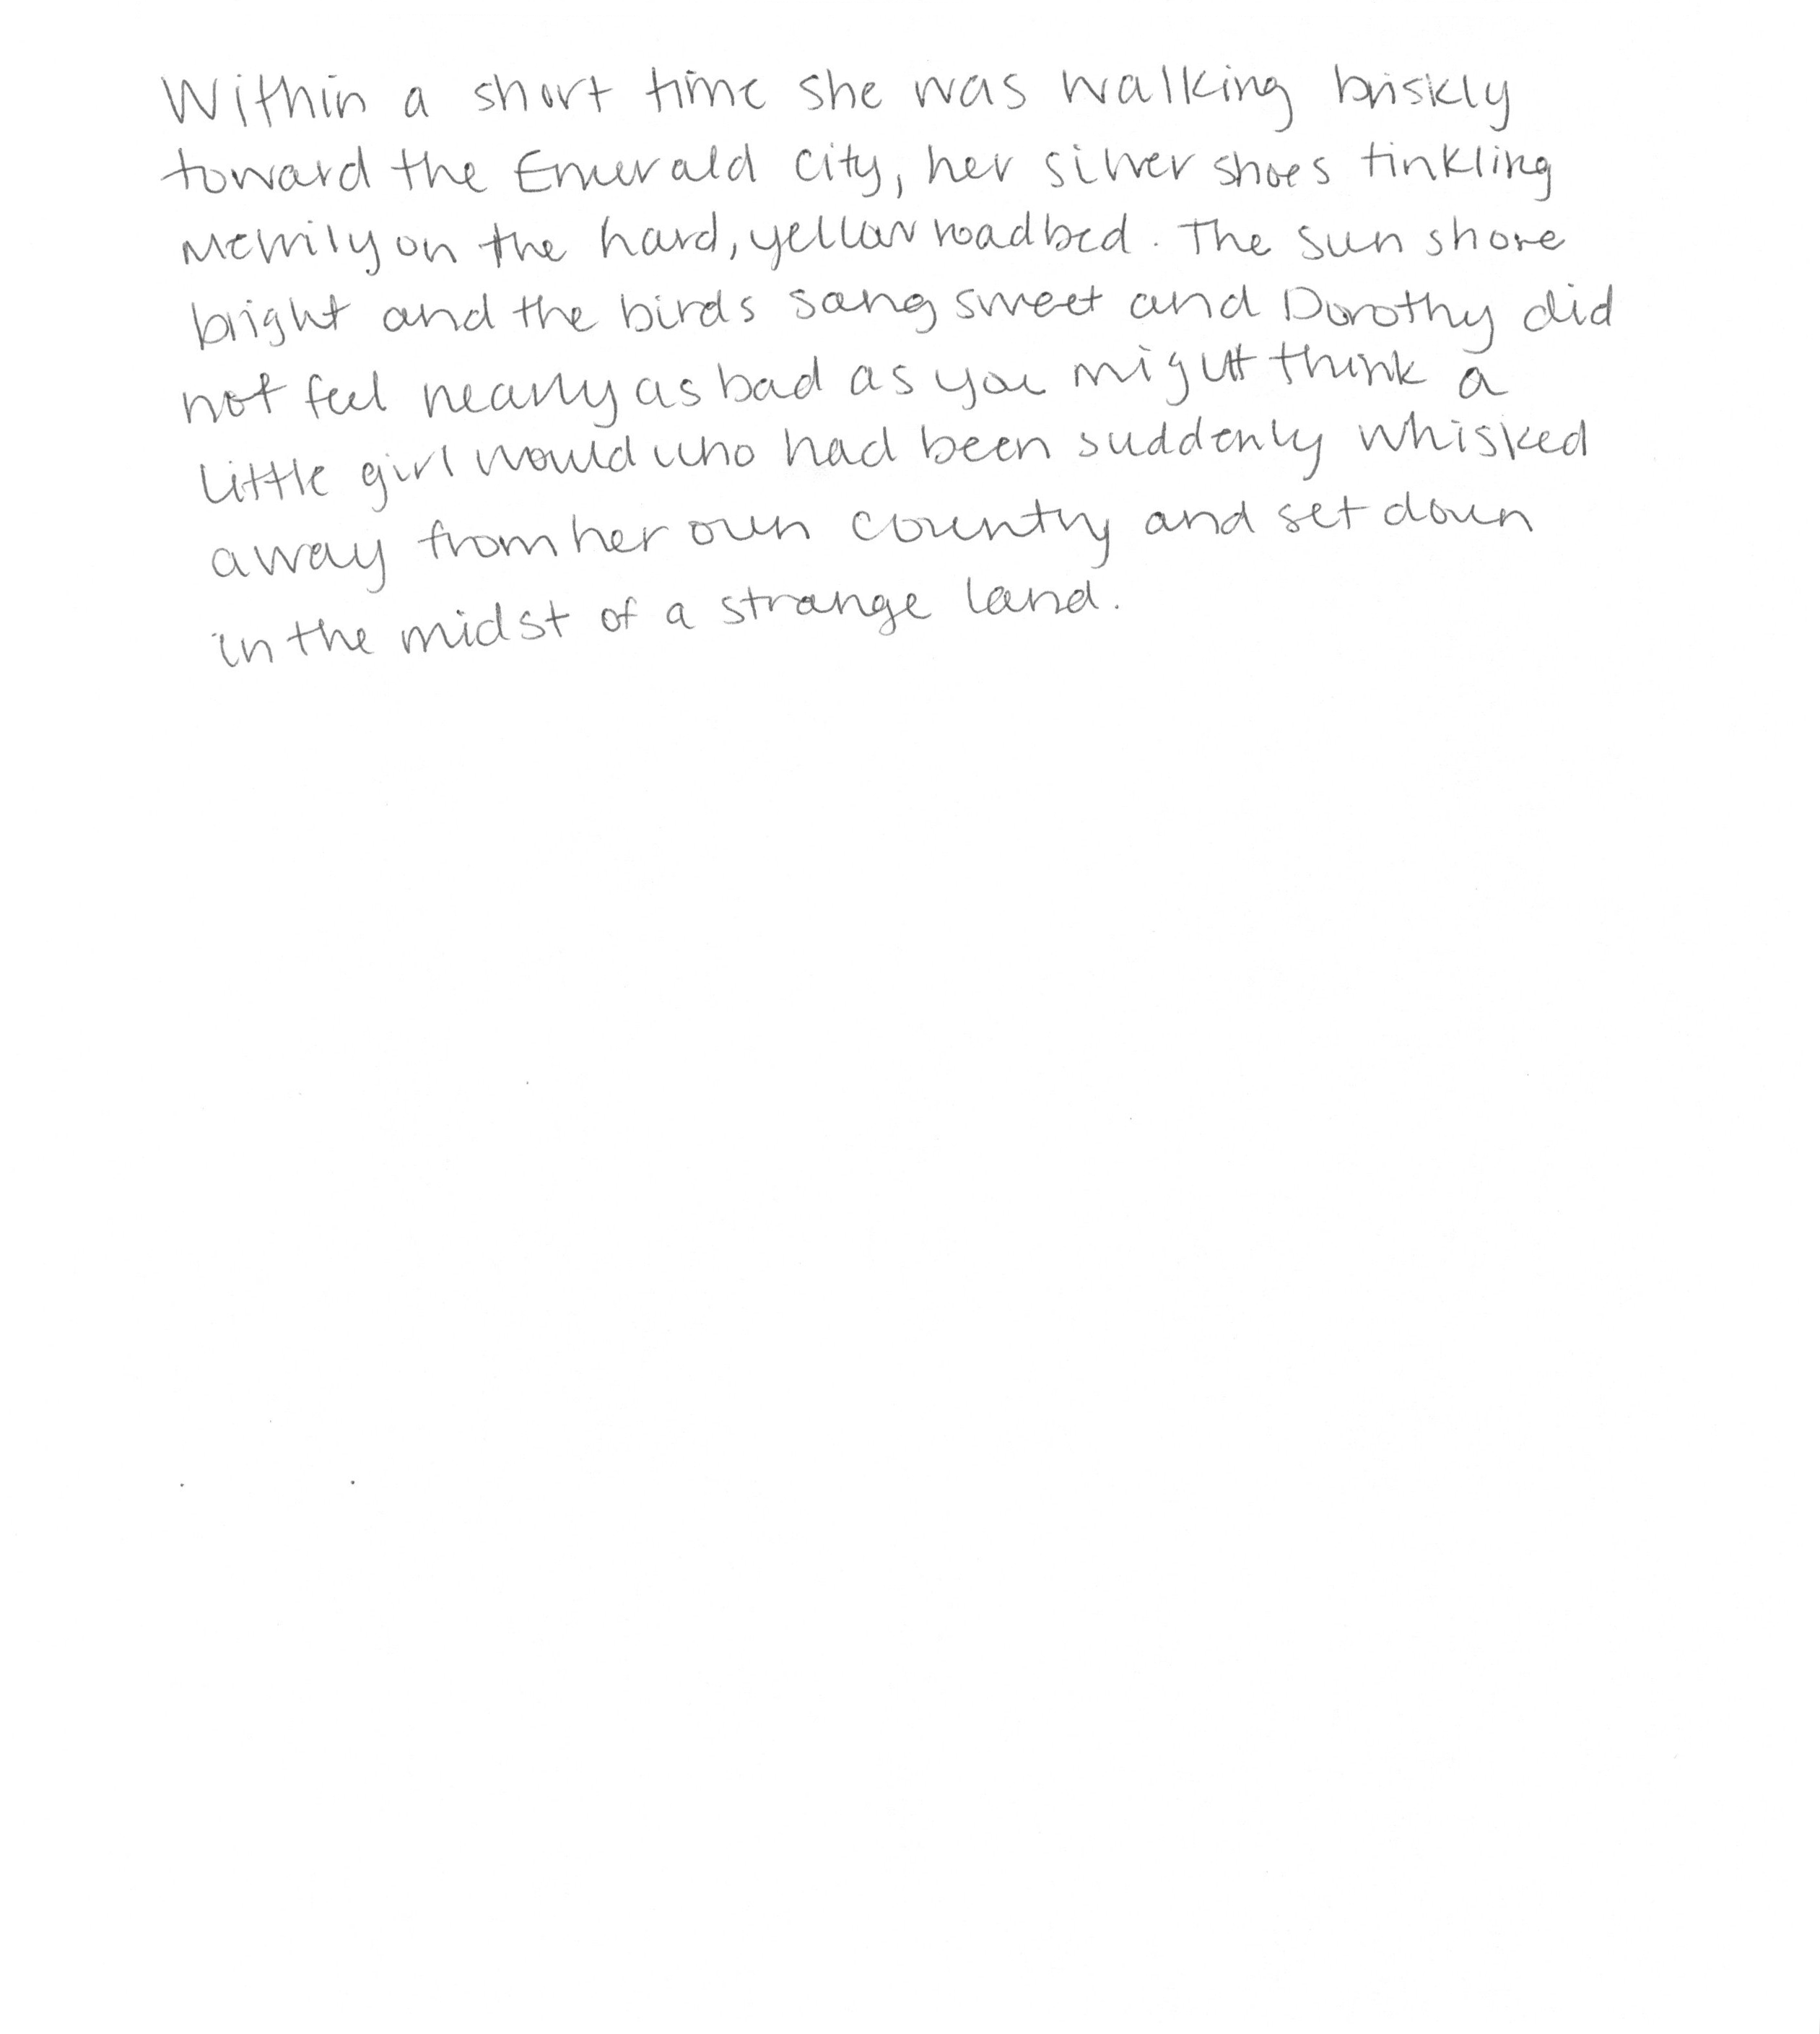 Within a short time she was walking briskly
toward the Emerald City, her silver shoes tinkling
merrily on the hard, yellow roadbed. The sun shone
bright and the birds sang sweet and Dorothy did
not feel nearly as bad as you might think a
little girl would who had been suddenly whisked
away from her own country and set down
in the midst of a strange land.